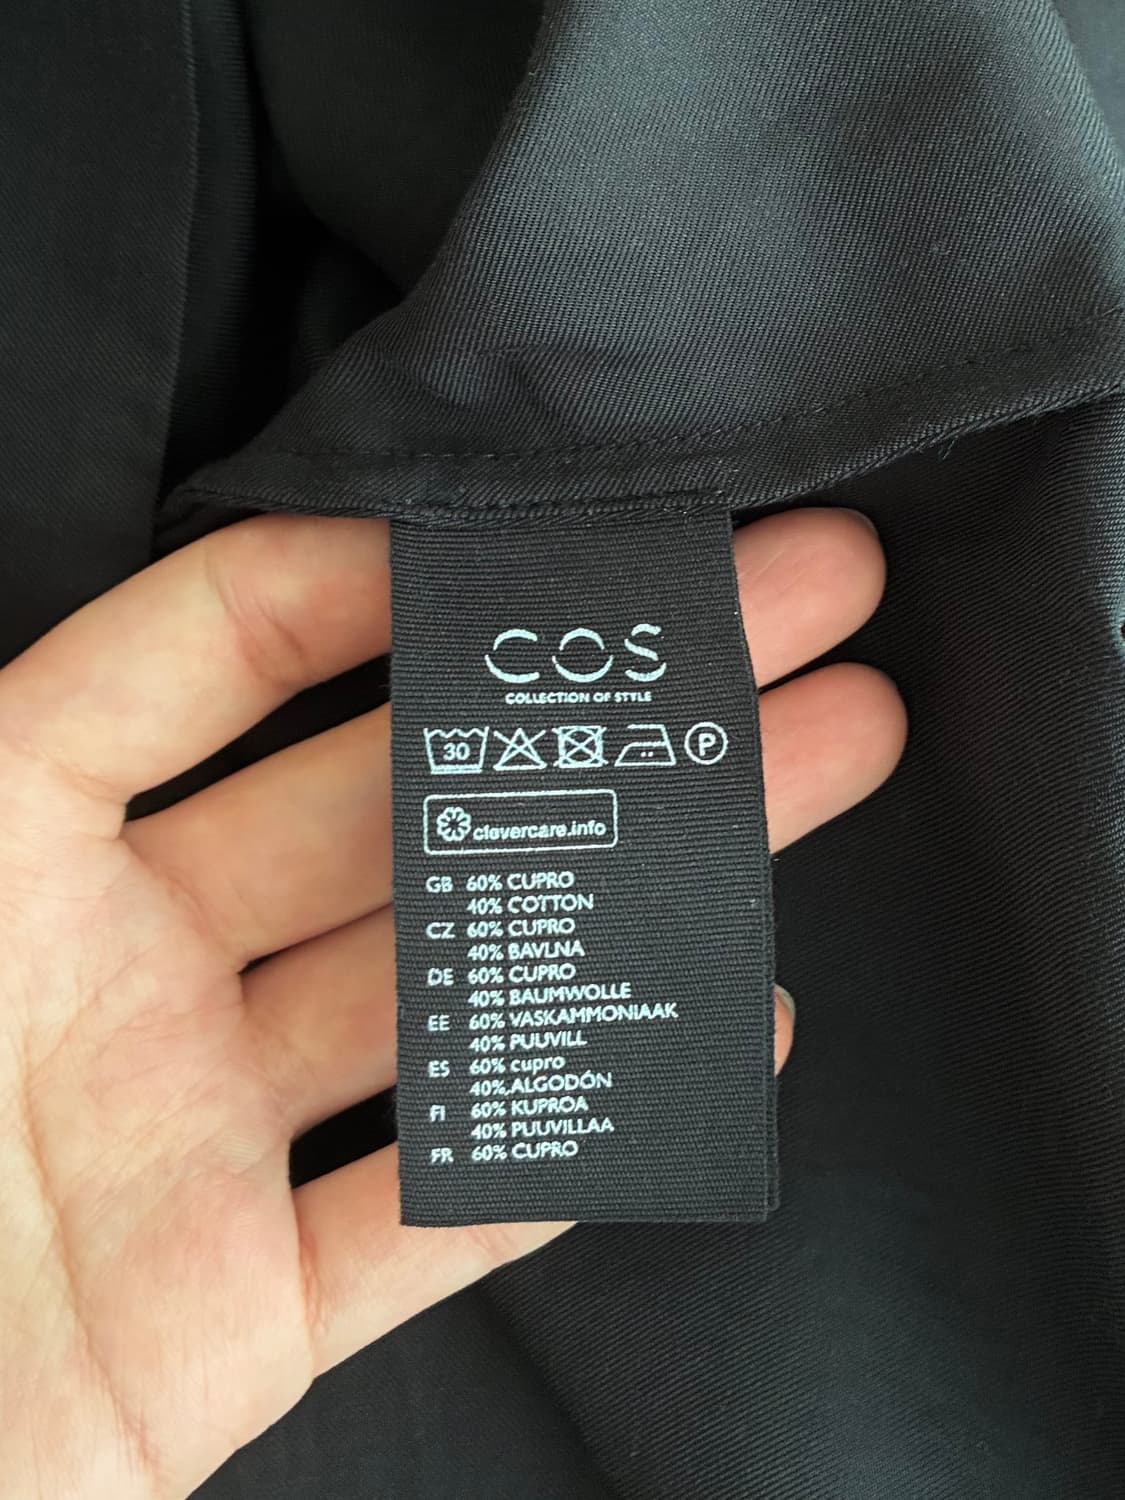 COS
COLLECTION OF STYLE
30 P
clevercare.info
GB 60% CUPRO
40% COTTON
CZ 60% CUPRO
40% BAVLNA
DE 60% CUPRO
40% BAUMWOLLE
EE 60% VASKAMMONIAAK
40% PUUVILL
ES 60% cupro
40% ALGODÓN
FI 60% KUPROA
40% PUUVILLAA
FR 60% CUPRO